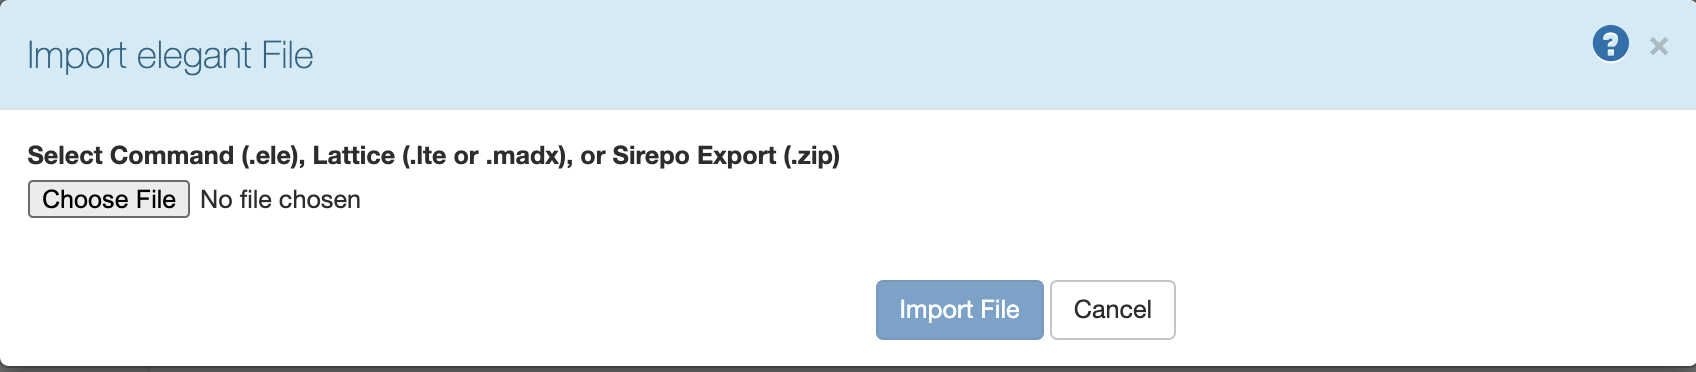 Import elegant File
?
×
Select Command (.ele), Lattice (.lte or .madx), or Sirepo Export (.zip)
Choose File No file chosen
Import File
Cancel